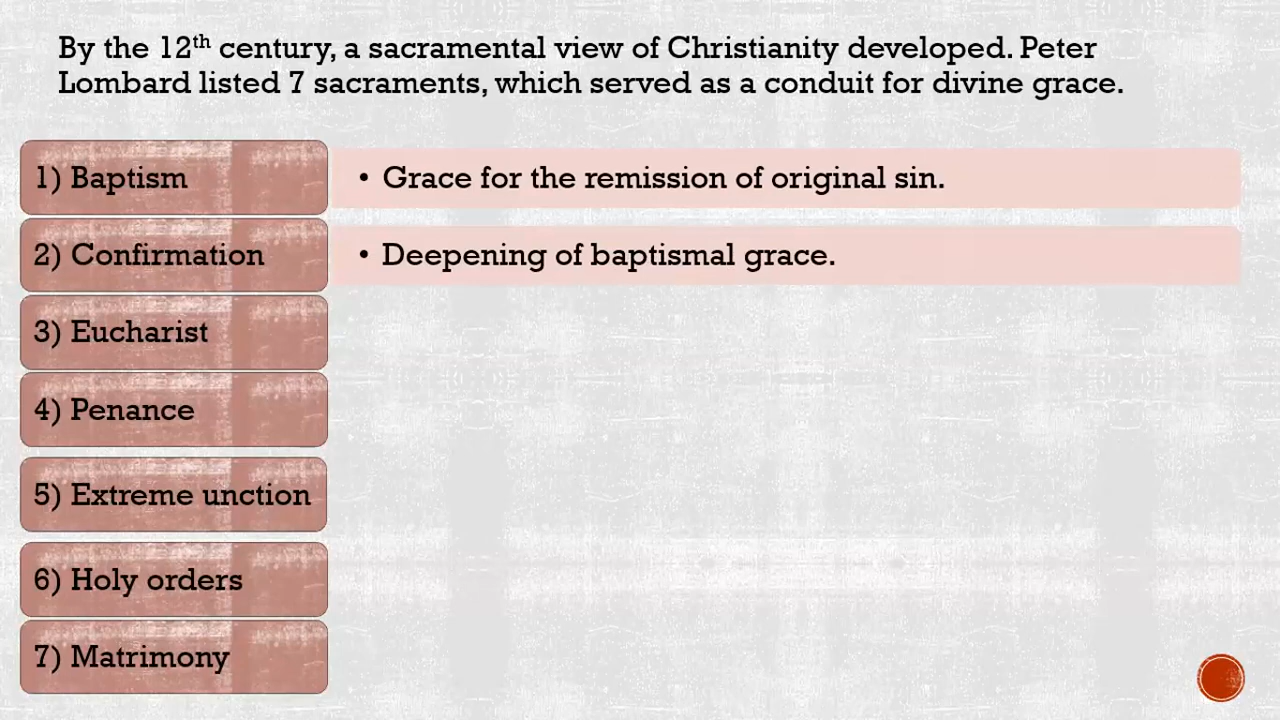 By the 12th century, a sacramental view of Christianity developed. Peter
Lombard listed 7 sacraments, which served as a conduit for divine grace.
1) Baptism
• Grace for the remission of original sin.
2) Confirmation
• Deepening of baptismal grace.
3) Eucharist
4) Penance
5) Extreme unction
6) Holy orders
7) Matrimony